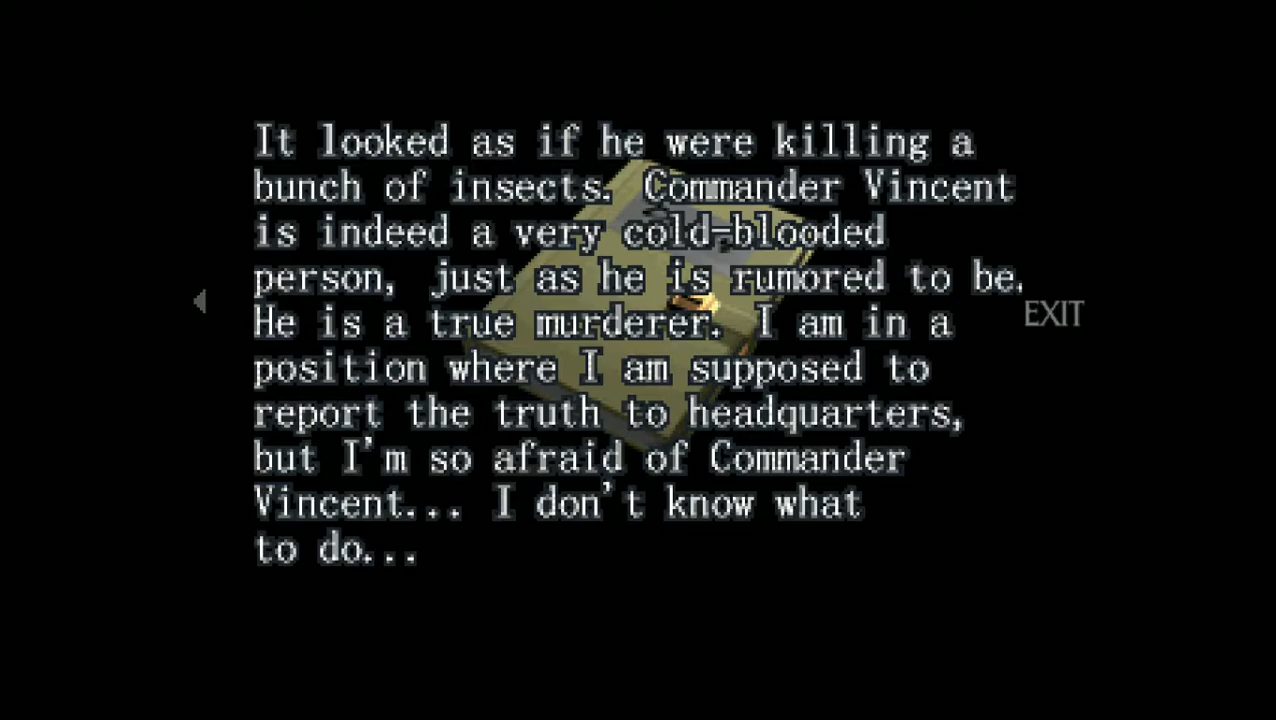 It looked as if he were killing a
bunch of insects. Commander Vincent
is indeed a very cold-blooded
person, just as he is rumored to be.
He is a true murderer. I am in a
position where I am supposed to
report the truth to headquarters,
but I'm so afraid of Commander
Vincent... I don't know what
to do...
EXIT